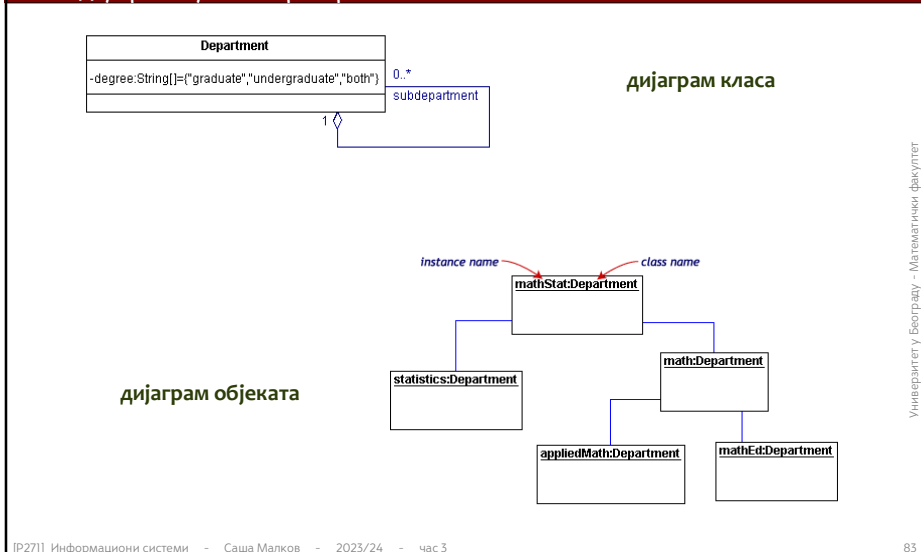 Department
-degree:String[]={"graduate","undergraduate","both"}
0..*
subdepartment
1
дијаграм класа
instance name
class name
mathStat:Department
statistics:Department
math:Department
дијаграм објеката
appliedMath:Department
mathEd:Department
Универзитет у Београду - Математички факултет
[P271] Информациони системи - Саша Малков - 2023/24 - час 3
83